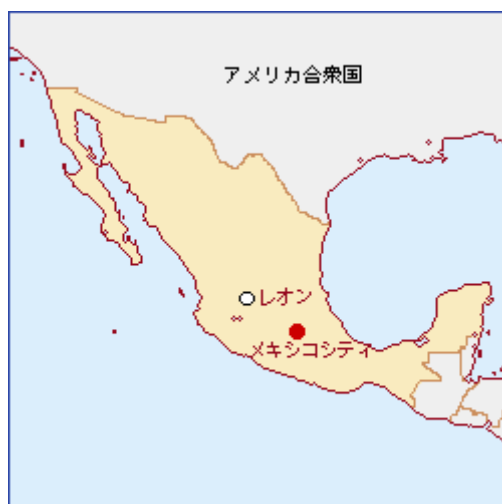 アメリカ合衆国
レオン
メキシコシティ